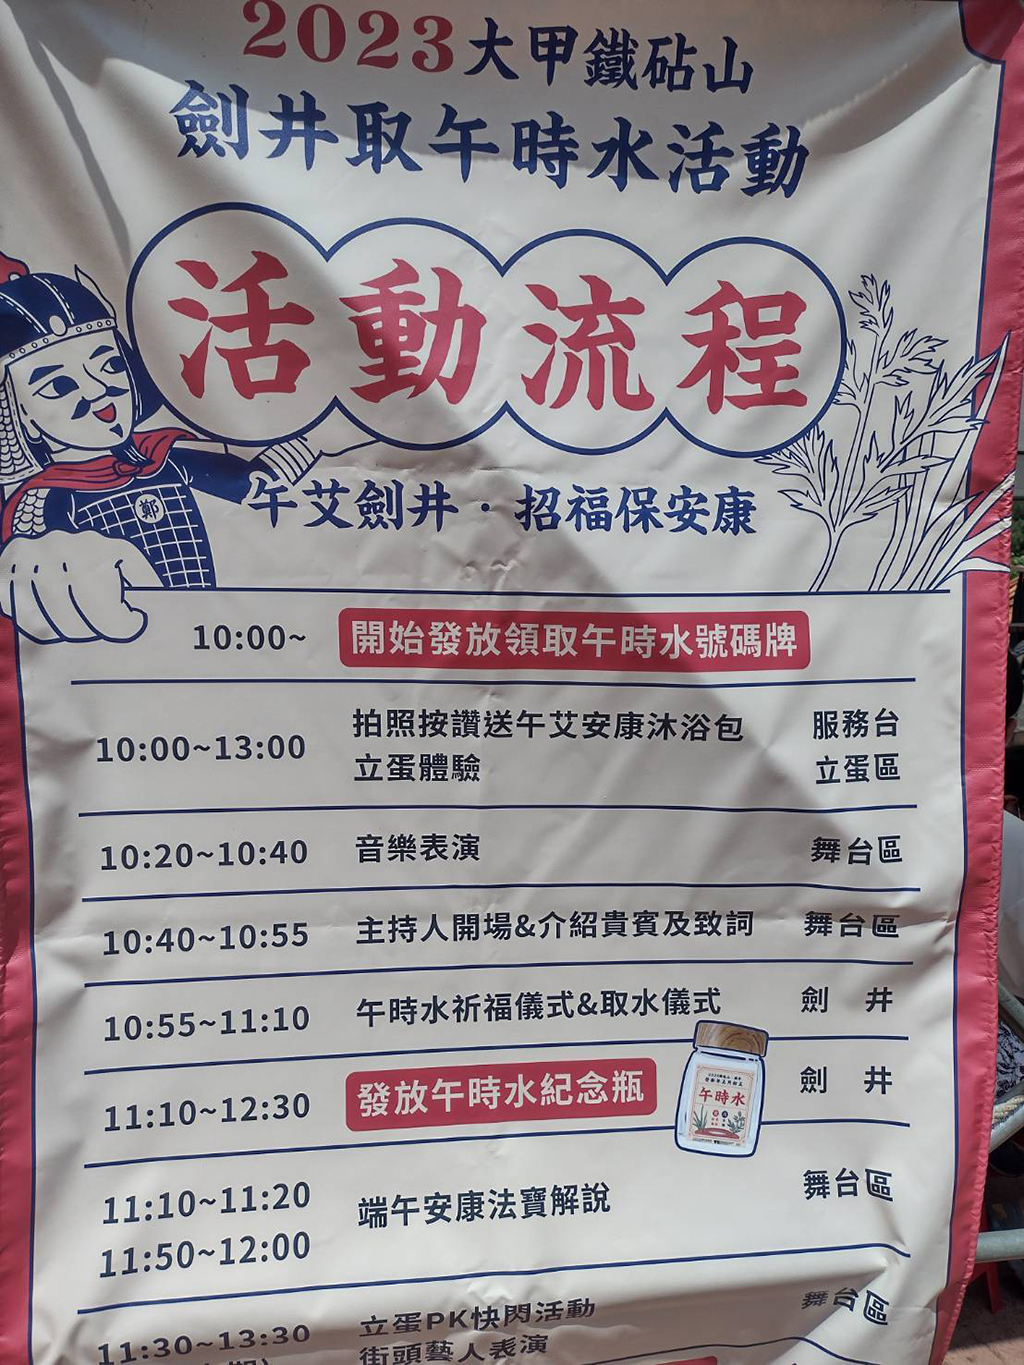 2023大甲鐵砧山
劍井取午時水活動
活動流程
鄭
午艾劍井·招福保安康
10:00~ 開始發放領取午時水號碼牌
10:00~13:00 拍照按讚送午艾安康沐浴包 服務台
立蛋體驗 立蛋區
10:20~10:40 音樂表演 舞台區
10:40~10:55 主持人開場&介紹貴賓及致詞 舞台區
10:55~11:10 午時水祈福儀式&取水儀式 劍 井
11:10~12:30 發放午時水紀念瓶 劍 井
午時水
11:10~11:20 端午安康法寶解說 舞台區
11:50~12:00
11:30~13:30 立蛋PK快閃活動 舞台區
街頭藝人表演